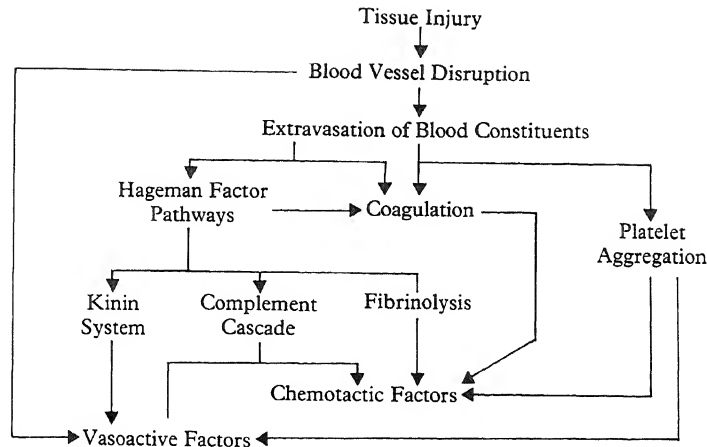 Tissue Injury
Blood Vessel Disruption
Extravasation of Blood Constituents
Hageman Factor
Pathways
Coagulation
Platelet
Aggregation
Kinin
System
Complement
Cascade
Fibrinolysis
Chemotactic Factors
Vasoactive Factors